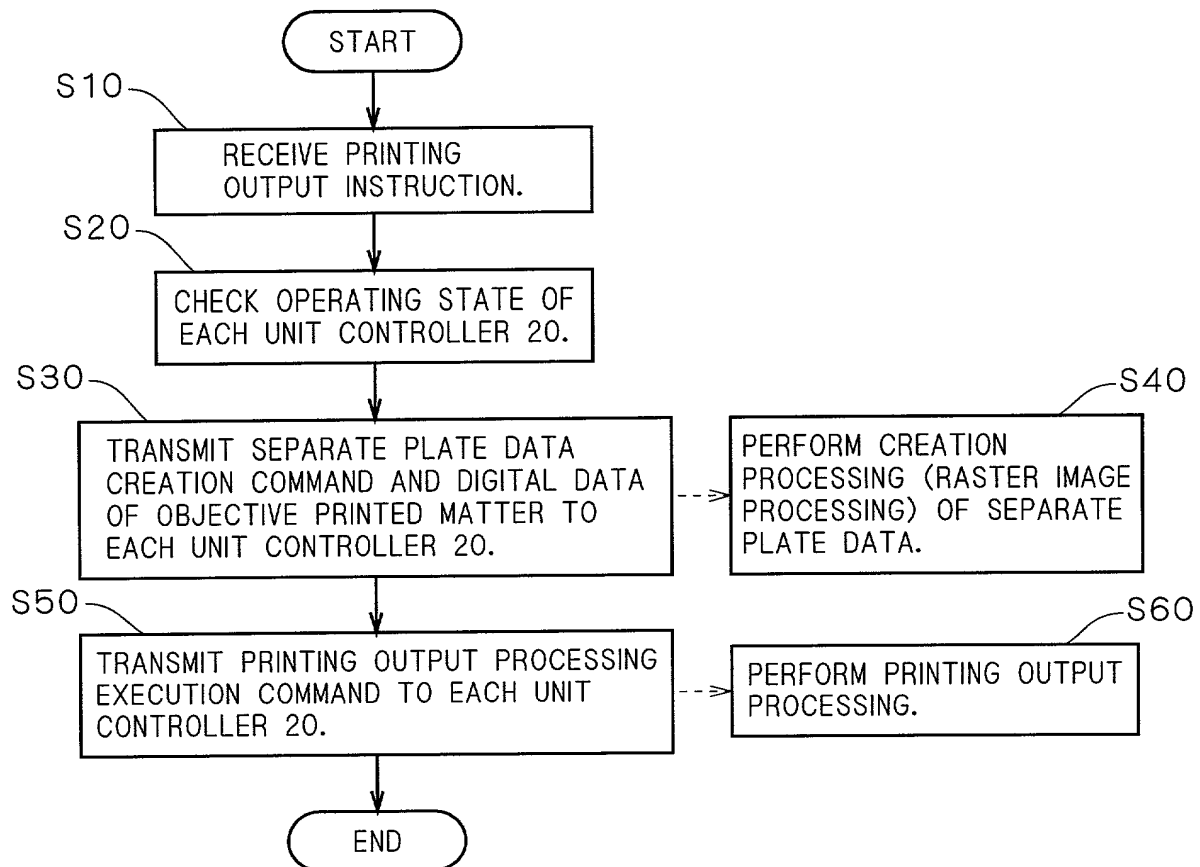 START
S10
RECEIVE PRINTING
OUTPUT INSTRUCTION.
S20
CHECK OPERATING STATE OF
EACH UNIT CONTROLLER 20.
S30
TRANSMIT SEPARATE PLATE DATA
CREATION COMMAND AND DIGITAL DATA
OF OBJECTIVE PRINTED MATTER TO
EACH UNIT CONTROLLER 20.
S40
PERFORM CREATION
PROCESSING (RASTER IMAGE
PROCESSING) OF SEPARATE
PLATE DATA.
S50
TRANSMIT PRINTING OUTPUT PROCESSING
EXECUTION COMMAND TO EACH UNIT
CONTROLLER 20.
S60
PERFORM PRINTING OUTPUT
PROCESSING.
END